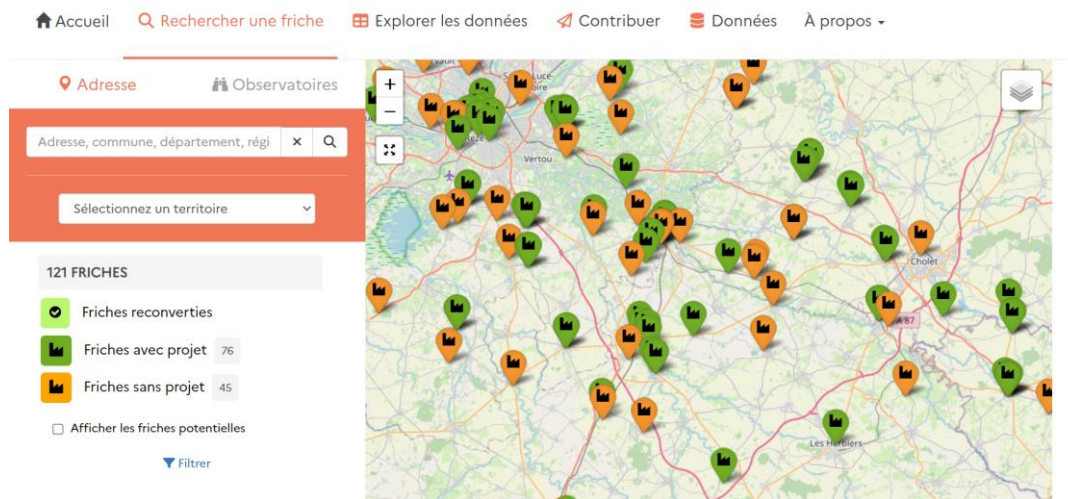 Accueil Rechercher une friche Explorer les données Contribuer Données À propos
Adresse Observatoires
Adresse, commune, département, régi
Sélectionnez un territoire
121 FRICHES
Friches reconverties
Friches avec projet 76
Friches sans projet 45
Afficher les friches potentielles
Filtrer
+
−
Vertou
Cholet
A 87
Les Herbiers